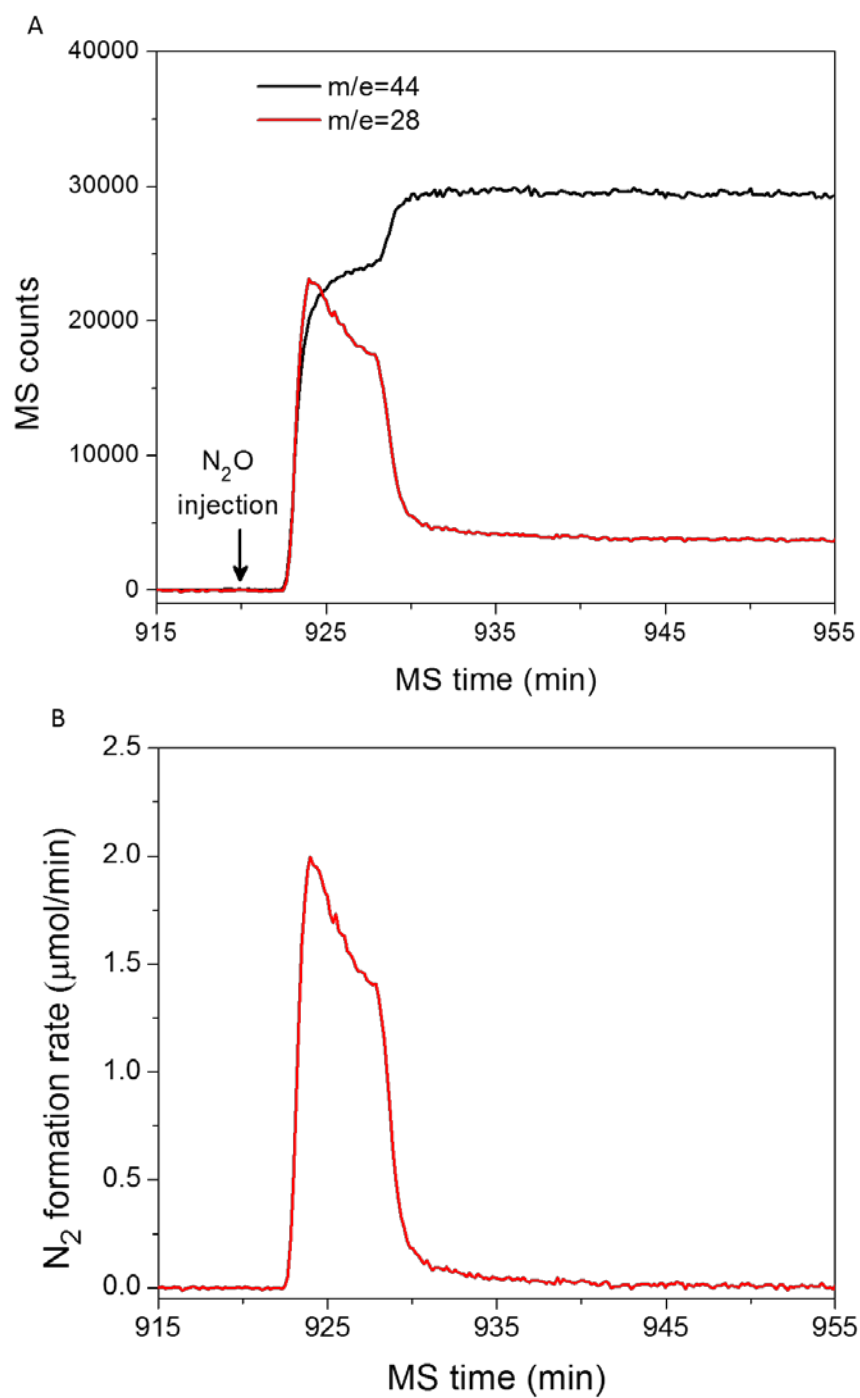 A
40000
30000
20000
10000
0
MS counts
m/e=44
m/e=28
N₂O
injection
915 925 935 945 955
MS time (min)
B
2.5
2.0
1.5
1.0
0.5
0.0
N₂ formation rate (μmol/min)
915 925 935 945 955
MS time (min)